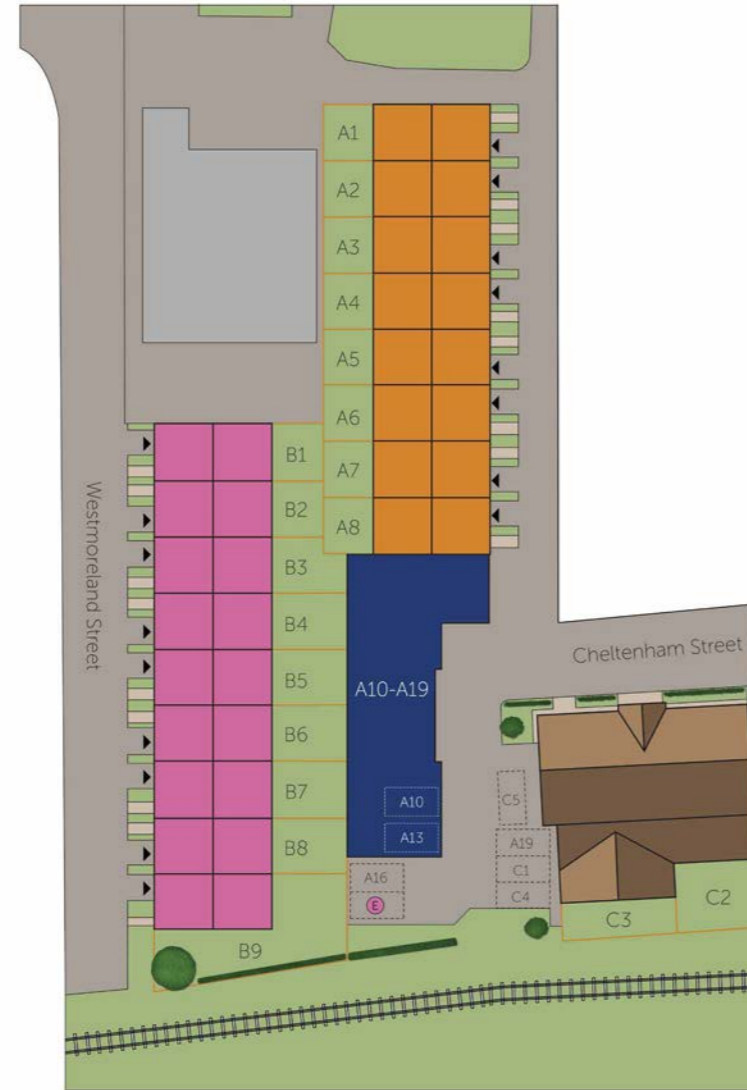 A1
A2
A3
A4
A5
A6
A7
A8
B1
B2
B3
B4
B5
B6
B7
B8
B9
Westmoreland Street
Cheltenham Street
A10-A19
A10
A13
A16
E
C5
A19
C1
C4
C3
C2